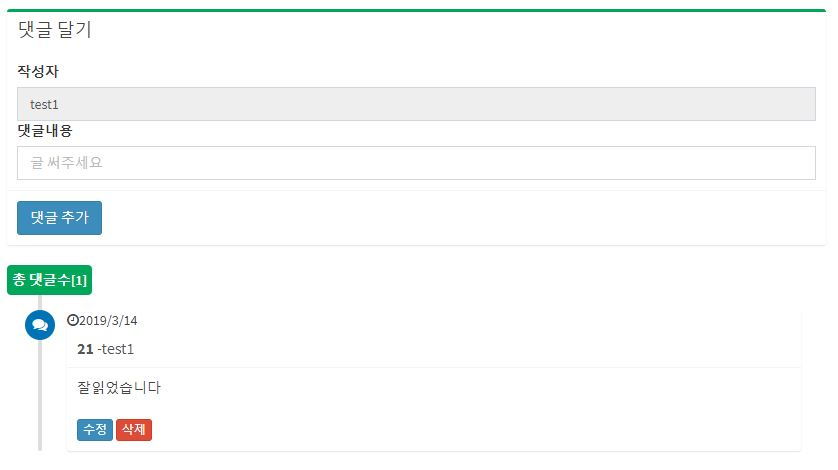 댓글 달기
작성자
test1
댓글내용
글 써주세요
댓글 추가
총 댓글수[1]
2019/3/14
21 -test1
잘읽었습니다
수정 삭제